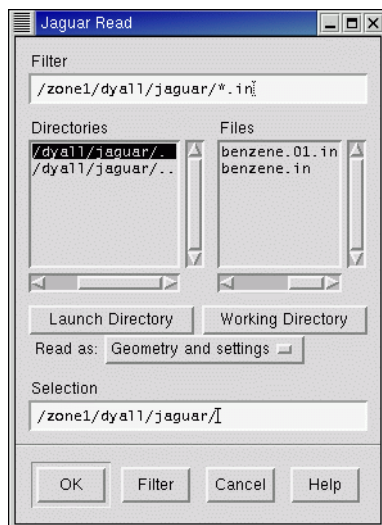 Jaguar Read
Filter
/zone1/dyall/jaguar/*.in
Directories
/dyall/jaguar/.
/dyall/jaguar/..
Files
benzene.01.in
benzene.in
Launch Directory
Working Directory
Read as: Geometry and settings
Selection
/zone1/dyall/jaguar/
OK
Filter
Cancel
Help